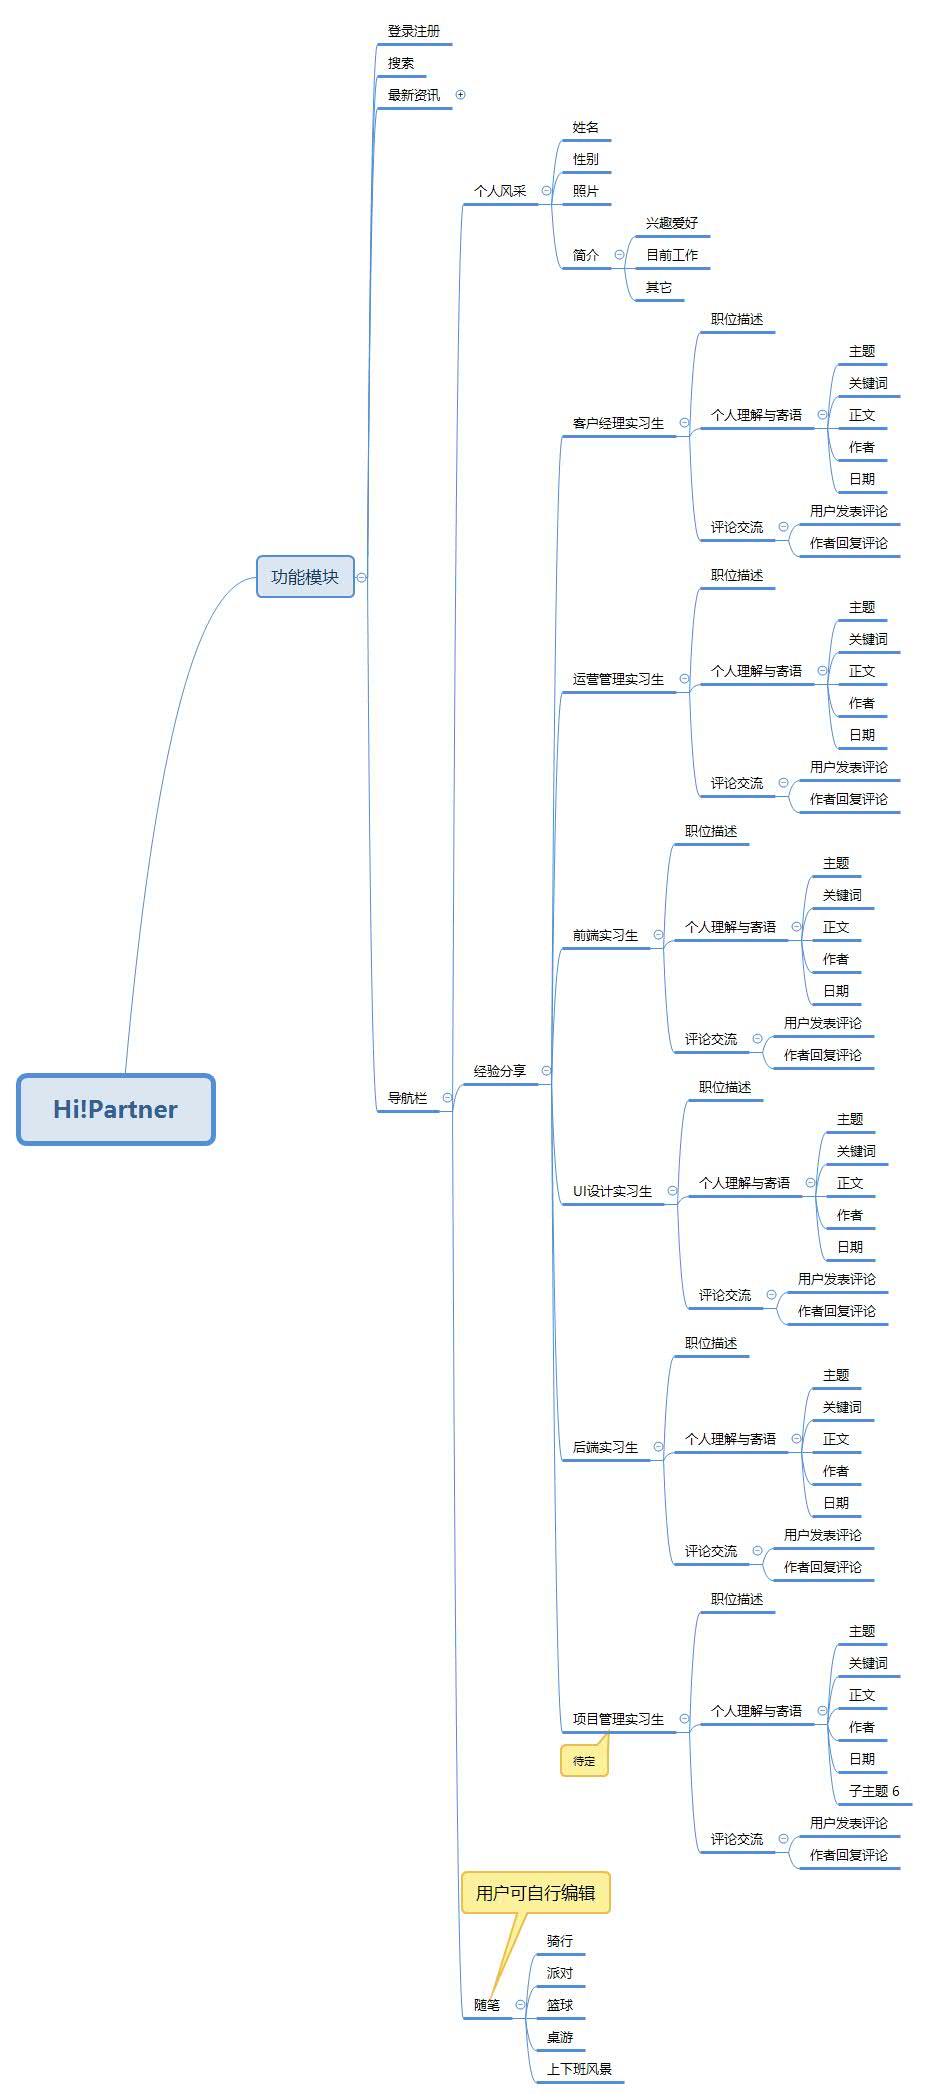 登录注册
搜索
最新资讯
姓名
性别
个人风采
照片
兴趣爱好
简介
目前工作
其它
职位描述
主题
关键词
客户经理实习生
个人理解与寄语
正文
作者
日期
用户发表评论
评论交流
作者回复评论
功能模块
职位描述
主题
关键词
运营管理实习生
个人理解与寄语
正文
作者
日期
用户发表评论
评论交流
作者回复评论
职位描述
主题
关键词
前端实习生
个人理解与寄语
正文
作者
日期
用户发表评论
评论交流
作者回复评论
经验分享
导航栏
Hi!Partner
职位描述
主题
关键词
UI设计实习生
个人理解与寄语
正文
作者
日期
用户发表评论
评论交流
作者回复评论
职位描述
主题
关键词
后端实习生
个人理解与寄语
正文
作者
日期
用户发表评论
评论交流
作者回复评论
职位描述
主题
关键词
项目管理实习生
待定
个人理解与寄语
正文
作者
日期
子主题 6
用户发表评论
评论交流
作者回复评论
用户可自行编辑
骑行
派对
随笔
篮球
桌游
上下班风景